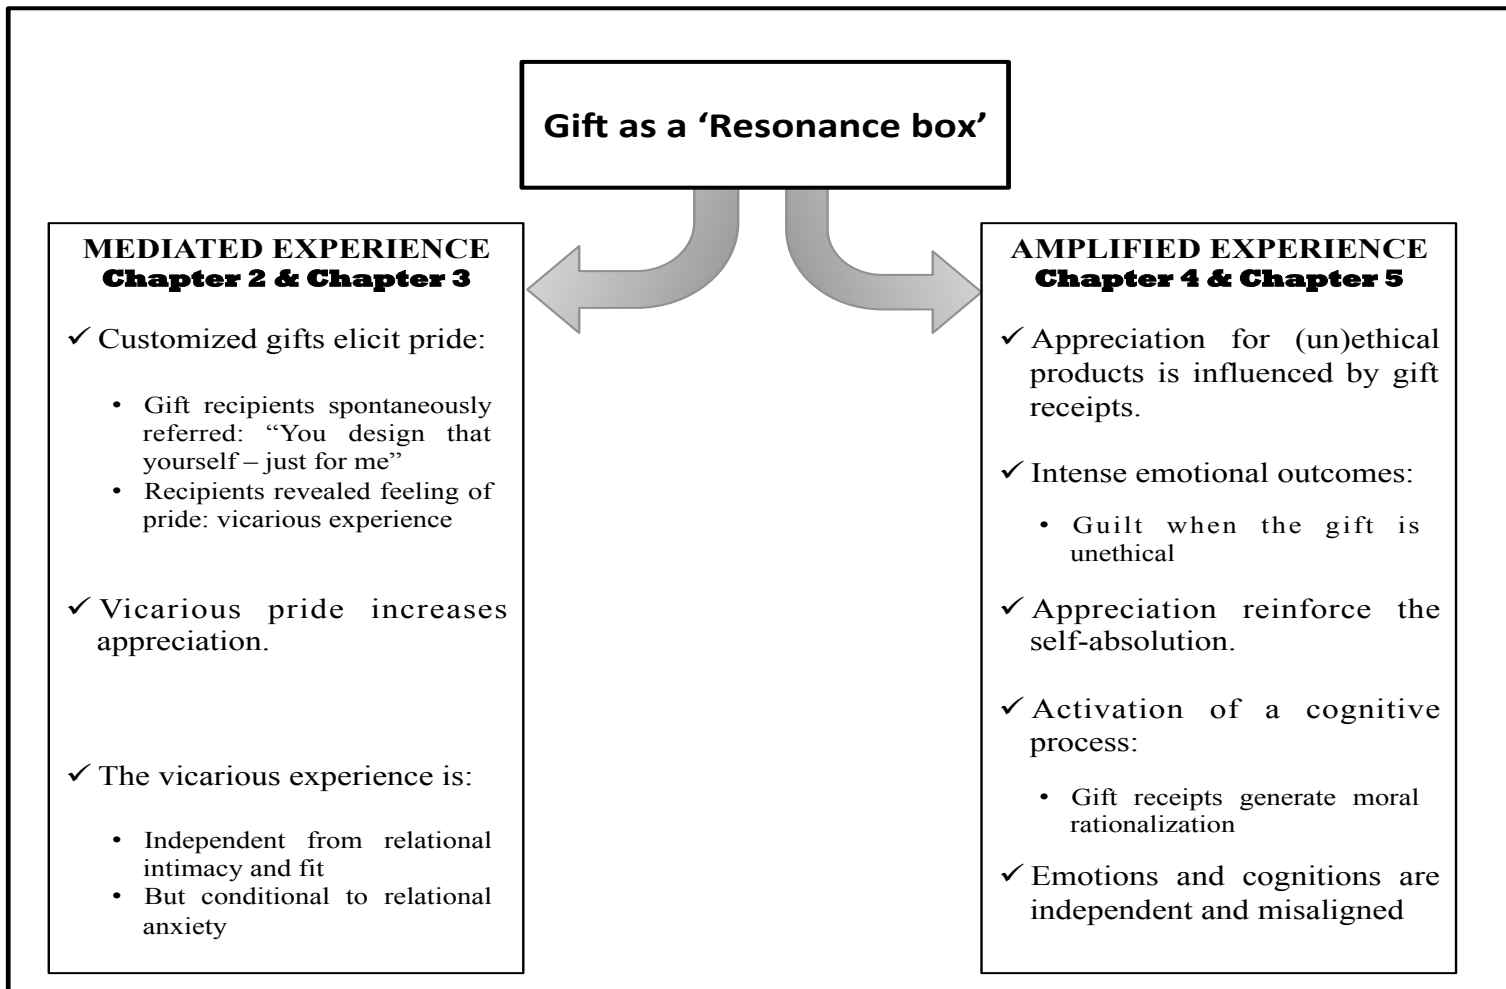 Gift as a ‘Resonance box’
MEDIATED EXPERIENCE
Chapter 2 & Chapter 3
✓ Customized gifts elicit pride:
• Gift recipients spontaneously
referred: “You design that
yourself – just for me”
• Recipients revealed feeling of
pride: vicarious experience
✓ Vicarious pride increases
appreciation.
✓ The vicarious experience is:
• Independent from relational
intimacy and fit
• But conditional to relational
anxiety
AMPLIFIED EXPERIENCE
Chapter 4 & Chapter 5
✓ Appreciation for (un)ethical
products is influenced by gift
receipts.
✓ Intense emotional outcomes:
• Guilt when the gift is
unethical
✓ Appreciation reinforce the
self-absolution.
✓ Activation of a cognitive
process:
• Gift receipts generate moral
rationalization
✓ Emotions and cognitions are
independent and misaligned